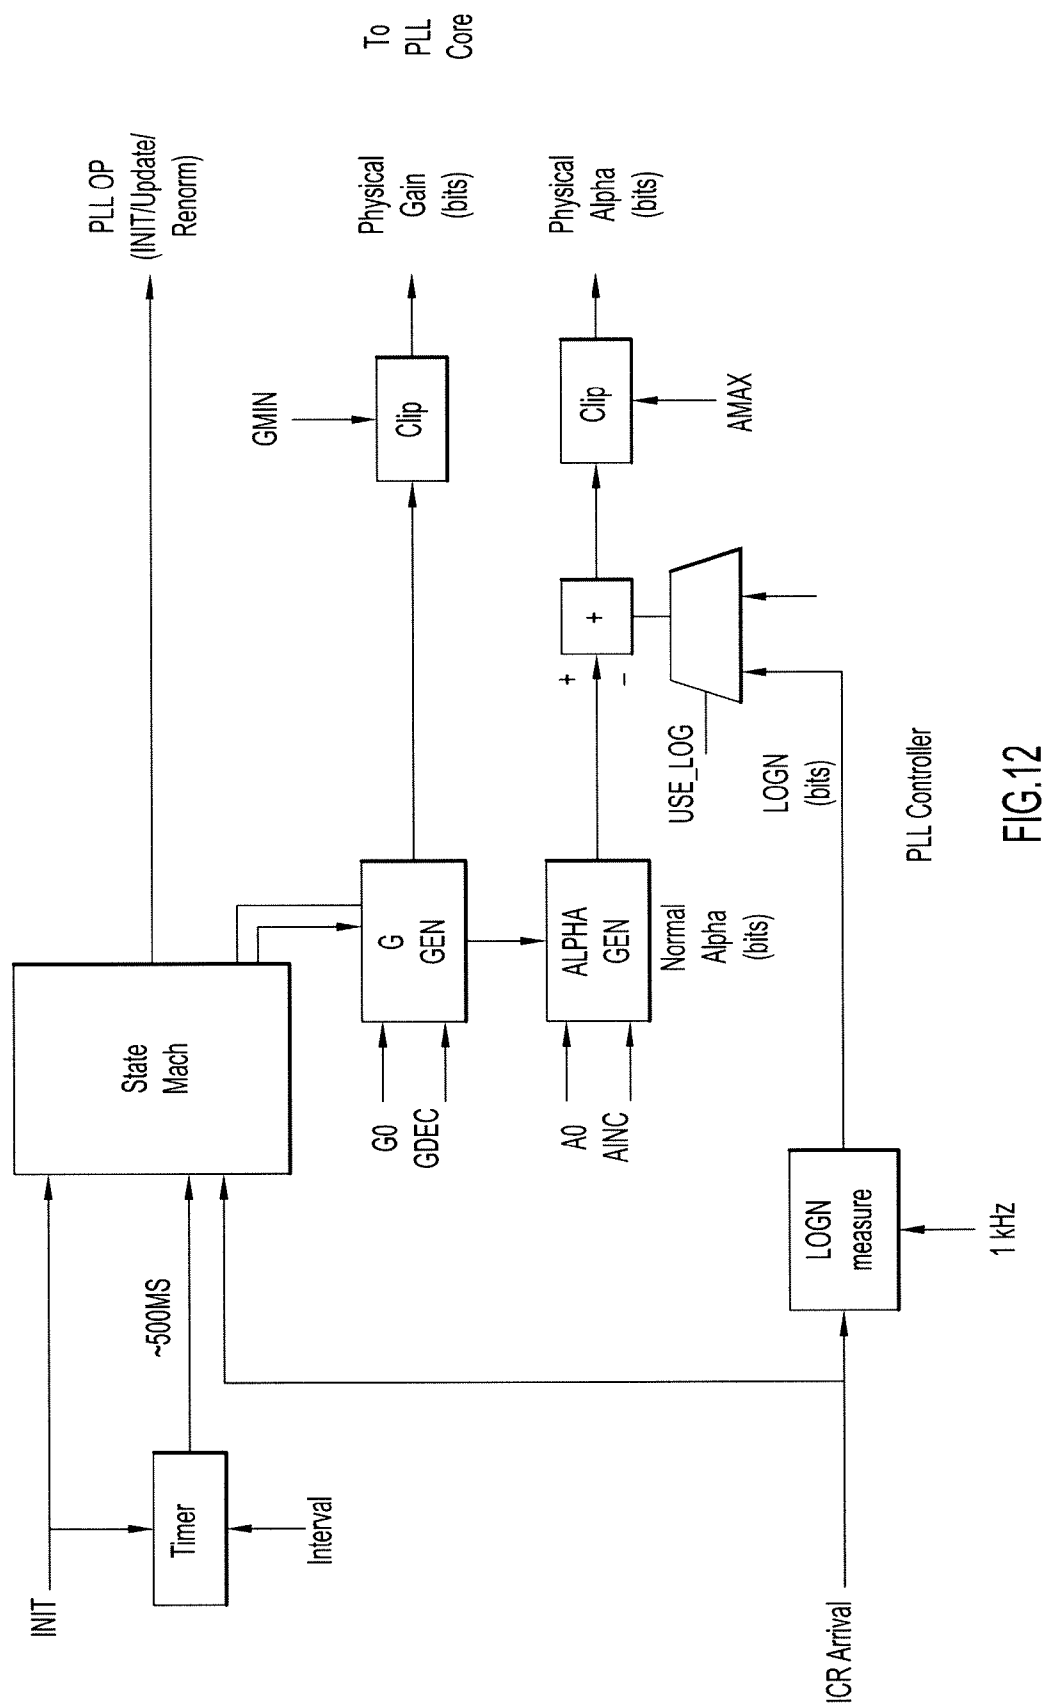 INIT
Timer
Interval
~500MS
State
Mach
PLL OP
(INIT/Update/
Renorm)
To
PLL
Core
G0
GDEC
G
GEN
GMIN
Clip
Physical
Gain
(bits)
A0
AINC
ALPHA
GEN
Normal
Alpha
(bits)
+
−
+
Clip
AMAX
Physical
Alpha
(bits)
USE_LOG
LOGN
(bits)
ICR Arrival
LOGN
measure
1 kHz
PLL Controller
FIG.12